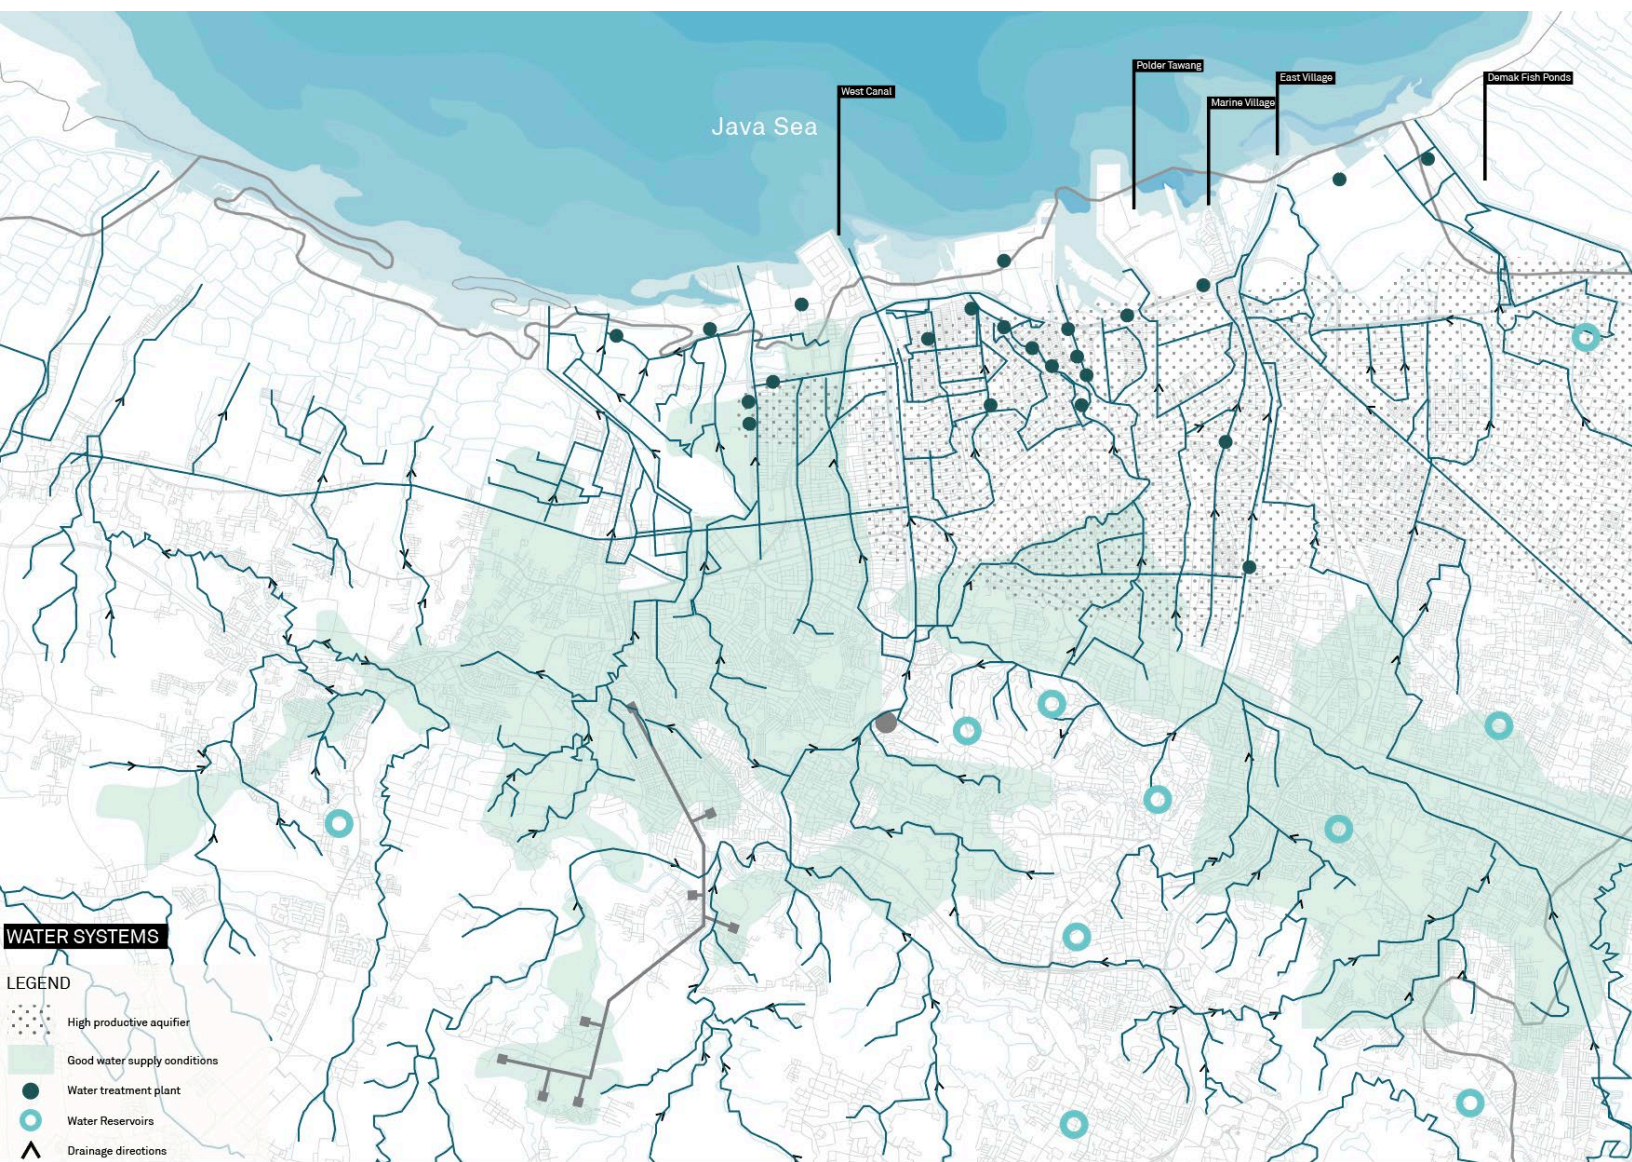 Polder Tawang
East Village
Demak Fish Ponds
West Canal
Marine Village
Java Sea
WATER SYSTEMS
LEGEND
High productive aquifier
Good water supply conditions
Water treatment plant
Water Reservoirs
Drainage directions